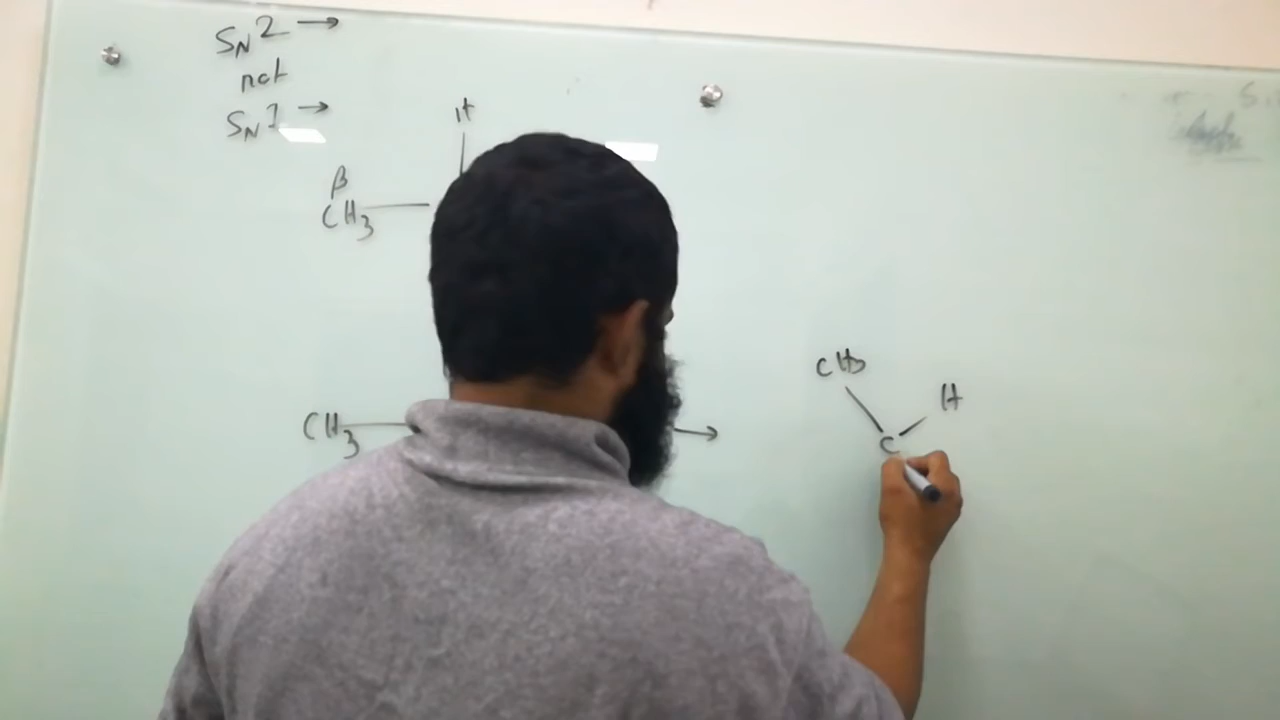 SN2 →
not
SN1 →
H
β
CH3
CH3
→
CH3
H
C